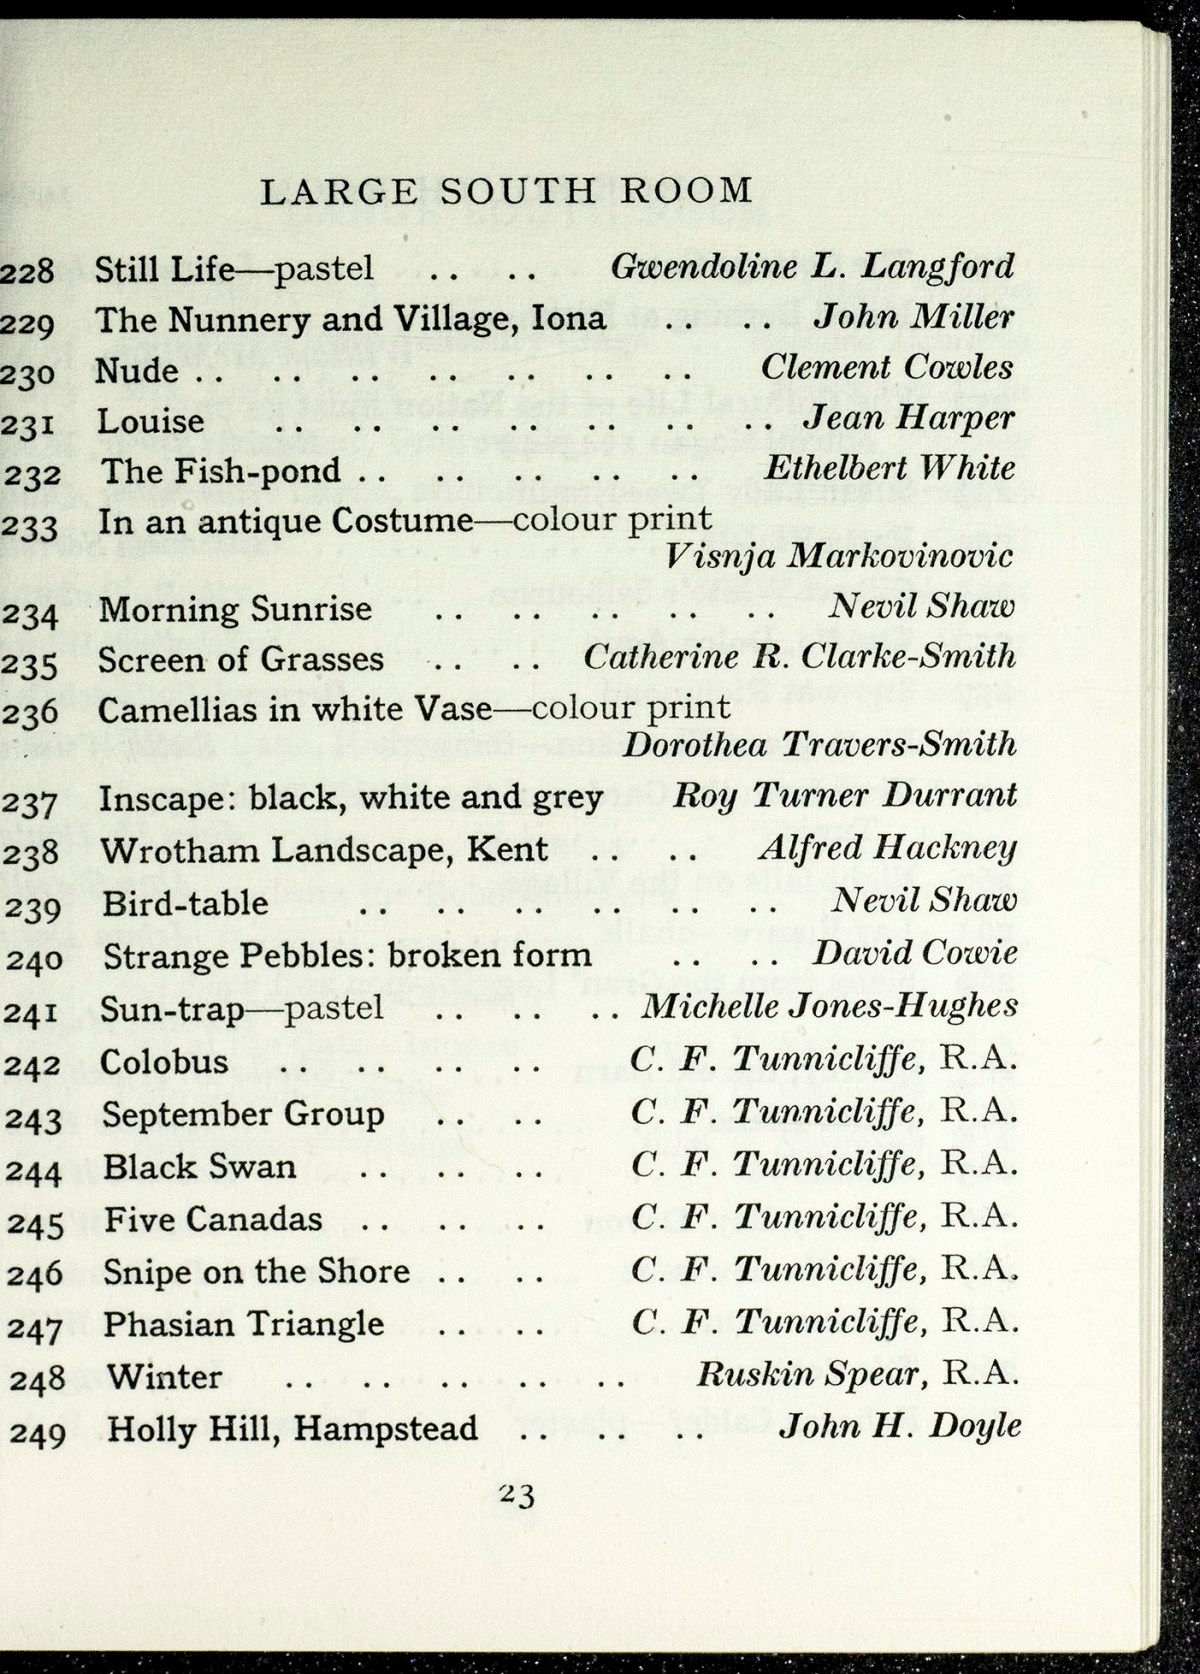 LARGE SOUTH ROOM
228 Still Life—pastel .. .. Gwendoline L. Langford
229 The Nunnery and Village, Iona .. .. John Miller
230 Nude .. .. .. .. .. .. .. Clement Cowles
231 Louise .. .. .. .. .. .. .. Jean Harper
232 The Fish-pond .. .. .. .. .. Ethelbert White
233 In an antique Costume—colour print
Visnja Markovinovic
234 Morning Sunrise .. .. .. .. .. Nevil Shaw
235 Screen of Grasses .. .. Catherine R. Clarke-Smith
236 Camellias in white Vase—colour print
Dorothea Travers-Smith
237 Inscape: black, white and grey Roy Turner Durrant
238 Wrotham Landscape, Kent .. .. Alfred Hackney
239 Bird-table .. .. .. .. .. .. Nevil Shaw
240 Strange Pebbles: broken form .. .. David Cowie
241 Sun-trap—pastel .. .. .. Michelle Jones-Hughes
242 Colobus .. .. .. .. C. F. Tunnicliffe, R.A.
243 September Group .. .. C. F. Tunnicliffe, R.A.
244 Black Swan .. .. .. C. F. Tunnicliffe, R.A.
245 Five Canadas .. .. .. C. F. Tunnicliffe, R.A.
246 Snipe on the Shore .. .. C. F. Tunnicliffe, R.A.
247 Phasian Triangle .. .. C. F. Tunnicliffe, R.A.
248 Winter .. .. .. .. .. Ruskin Spear, R.A.
249 Holly Hill, Hampstead .. .. .. John H. Doyle
23